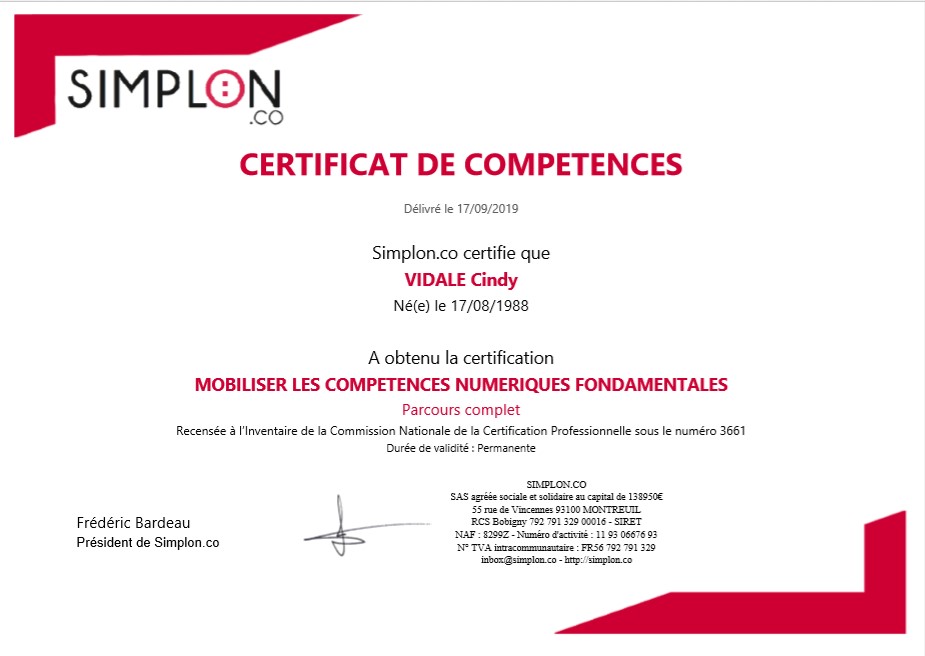 SIMPLON
.CO
CERTIFICAT DE COMPETENCES
Délivré le 17/09/2019
Simplon.co certifie que
VIDALE Cindy
Né(e) le 17/08/1988
A obtenu la certification
MOBILISER LES COMPETENCES NUMERIQUES FONDAMENTALES
Parcours complet
Recensée à l'Inventaire de la Commission Nationale de la Certification Professionnelle sous le numéro 3661
Durée de validité : Permanente
Frédéric Bardeau
Président de Simplon.co
SIMPLON.CO
SAS agréée sociale et solidaire au capital de 138950€
55 rue de Vincennes 93100 MONTREUIL
RCS Bobigny 792 791 329 00016 - SIRET
NAF : 8299Z - Numéro d'activité : 11 93 06676 93
N° TVA intracommunautaire : FR56 792 791 329
inbox@simplon.co - http://simplon.co